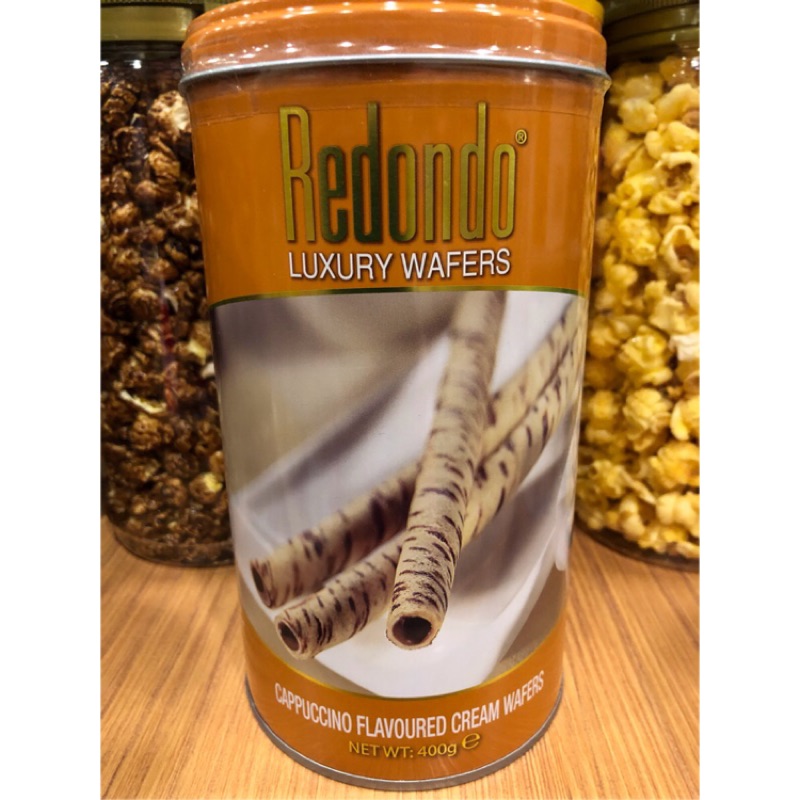 Redondo®
LUXURY WAFERS
CAPPUCCINO FLAVOURED CREAM WAFERS
NET WT: 400g ℮